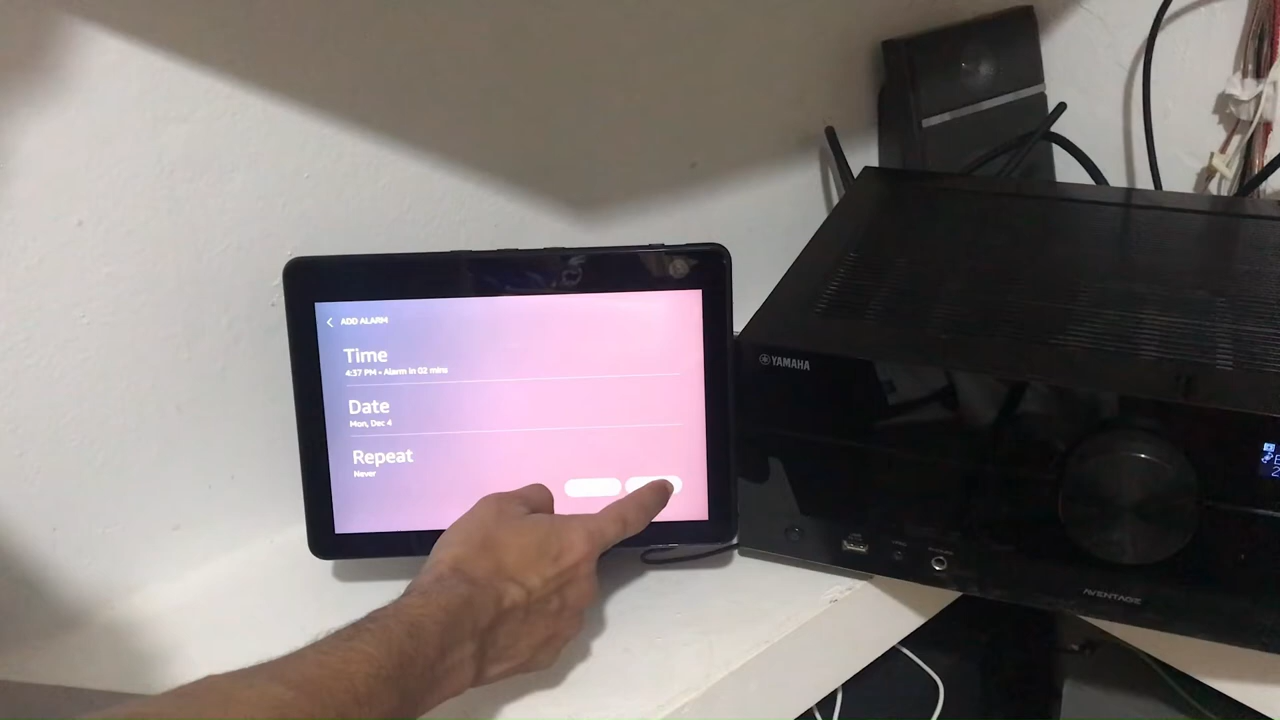 ADD ALARM
Time
4:37 PM • Alarm in 02 mins
Date
Mon, Dec 4
Repeat
Never
YAMAHA
AVENTAGE